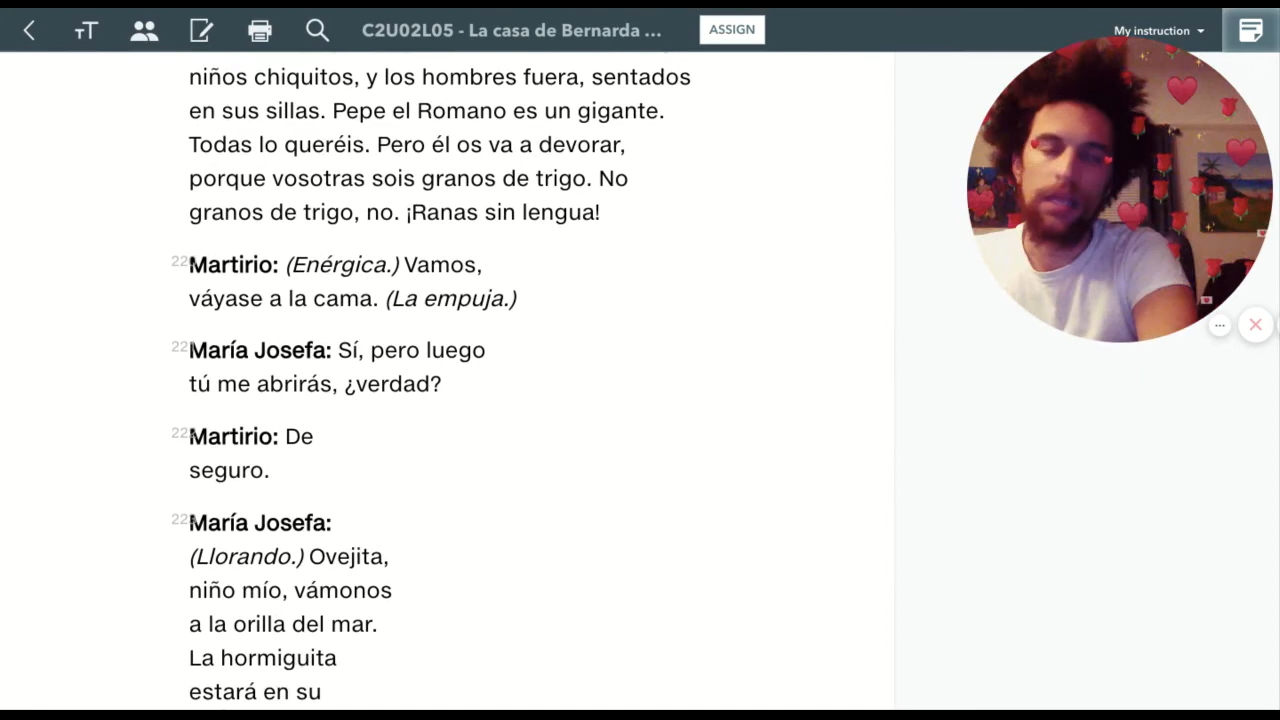 C2U02L05 - La casa de Bernarda ...
ASSIGN
My instruction
niños chiquitos, y los hombres fuera, sentados
en sus sillas. Pepe el Romano es un gigante.
Todas lo queréis. Pero él os va a devorar,
porque vosotras sois granos de trigo. No
granos de trigo, no. ¡Ranas sin lengua!
Martirio: (Enérgica.) Vamos,
váyase a la cama. (La empuja.)
María Josefa: Sí, pero luego
tú me abrirás, ¿verdad?
Martirio: De
seguro.
María Josefa:
(Llorando.) Ovejita,
niño mío, vámonos
a la orilla del mar.
La hormiguita
estará en su